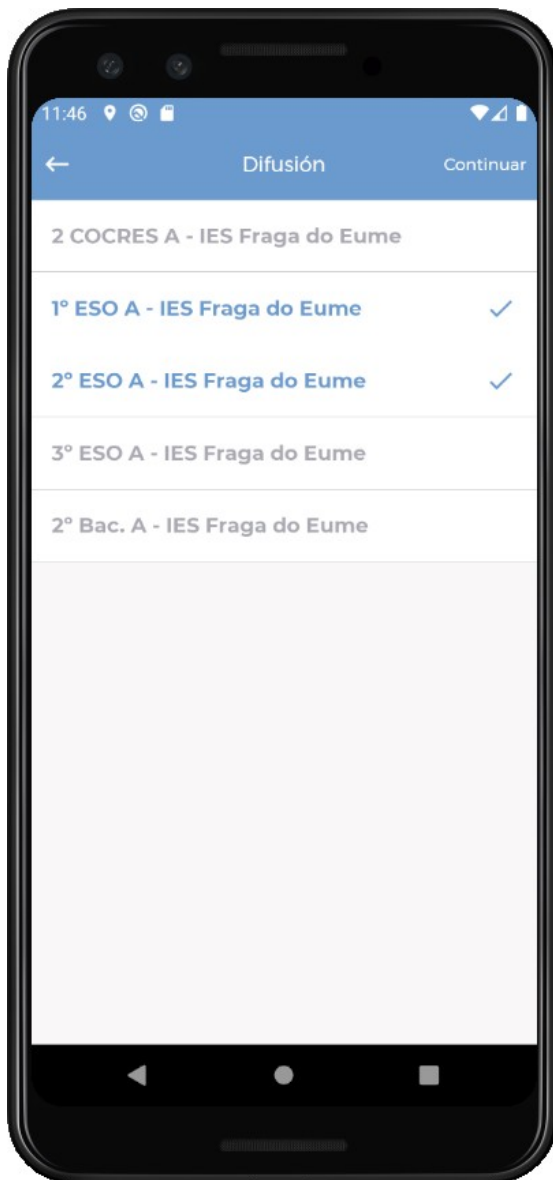 11:46
Difusión
Continuar
2 COCRES A - IES Fraga do Eume
1º ESO A - IES Fraga do Eume
2º ESO A - IES Fraga do Eume
3º ESO A - IES Fraga do Eume
2º Bac. A - IES Fraga do Eume